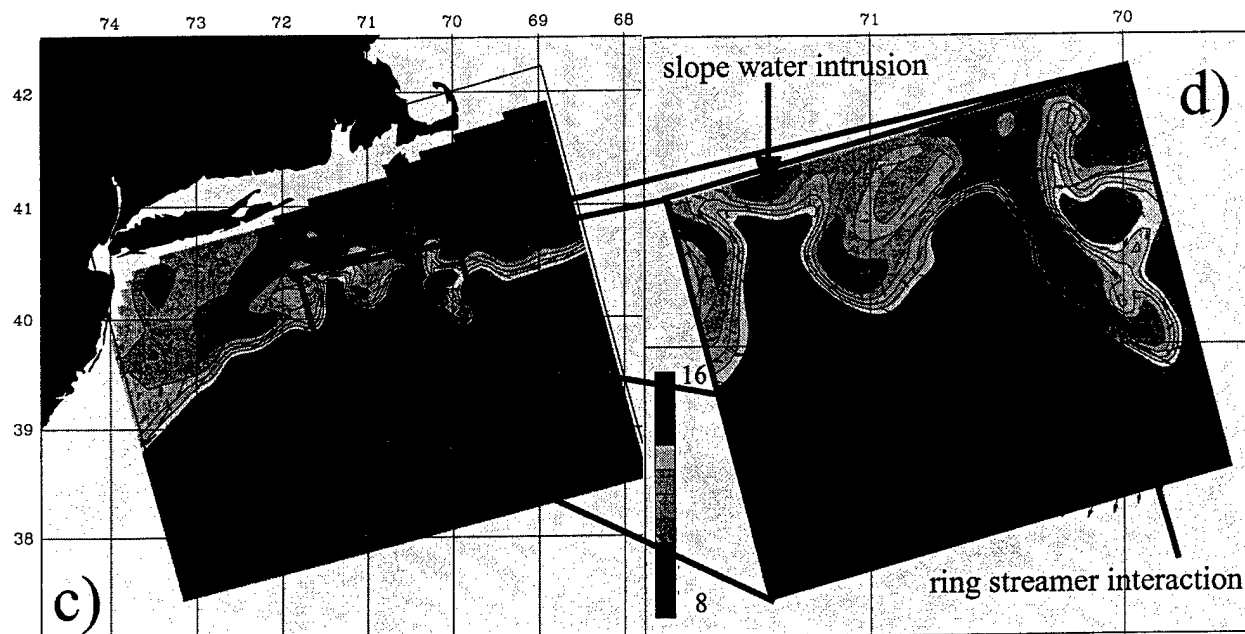 74 73 72 71 70 69 68
71 70
slope water intrusion
d)
42
41
40
39
38
16
8
c)
ring streamer interaction